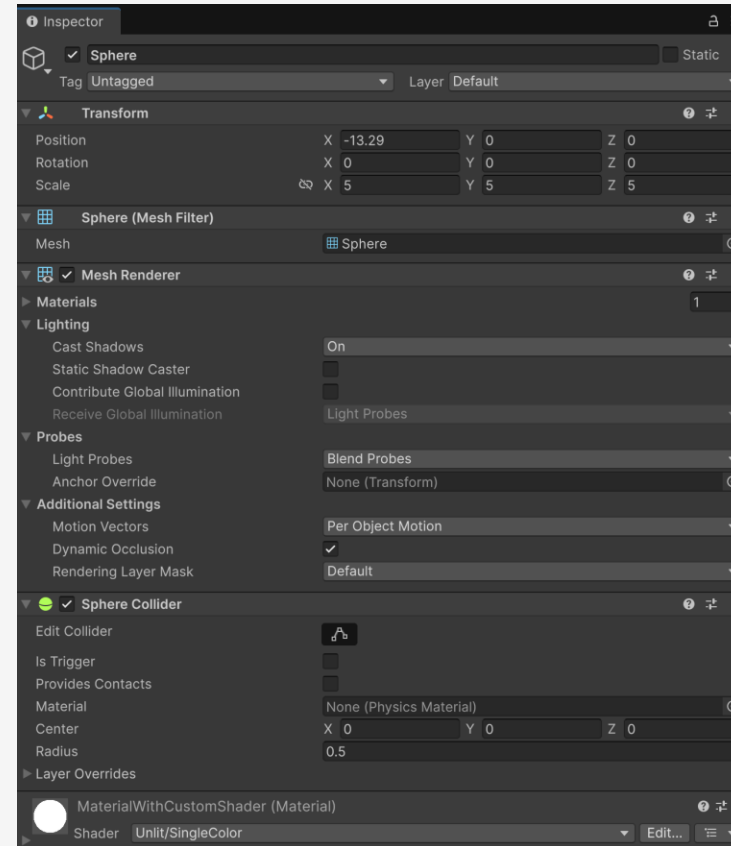 Inspector
Sphere Static
Tag Untagged Layer Default
Transform
Position X -13.29 Y 0 Z 0
Rotation X 0 Y 0 Z 0
Scale X 5 Y 5 Z 5
Sphere (Mesh Filter)
Mesh Sphere
Mesh Renderer
Materials 1
Lighting
Cast Shadows On
Static Shadow Caster
Contribute Global Illumination
Receive Global Illumination Light Probes
Probes
Light Probes Blend Probes
Anchor Override None (Transform)
Additional Settings
Motion Vectors Per Object Motion
Dynamic Occlusion
Rendering Layer Mask Default
Sphere Collider
Edit Collider
Is Trigger
Provides Contacts
Material None (Physics Material)
Center X 0 Y 0 Z 0
Radius 0.5
Layer Overrides
MaterialWithCustomShader (Material)
Shader Unlit/SingleColor Edit...